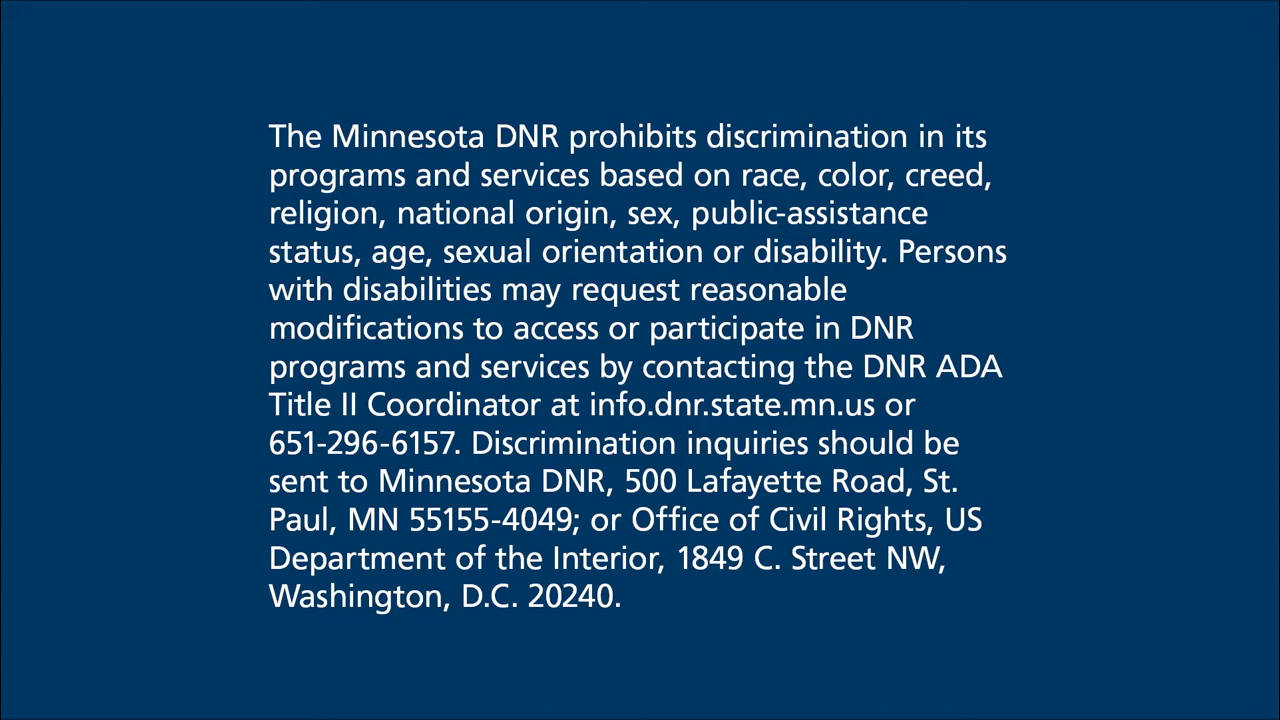 The Minnesota DNR prohibits discrimination in its
programs and services based on race, color, creed,
religion, national origin, sex, public-assistance
status, age, sexual orientation or disability. Persons
with disabilities may request reasonable
modifications to access or participate in DNR
programs and services by contacting the DNR ADA
Title II Coordinator at info.dnr.state.mn.us or
651-296-6157. Discrimination inquiries should be
sent to Minnesota DNR, 500 Lafayette Road, St.
Paul, MN 55155-4049; or Office of Civil Rights, US
Department of the Interior, 1849 C. Street NW,
Washington, D.C. 20240.